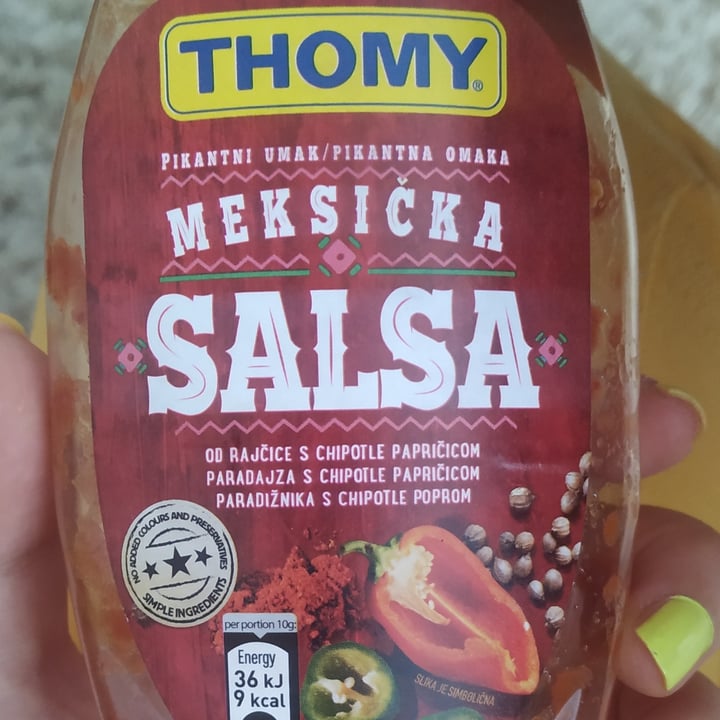 THOMY®
PIKANTNI UMAK/PIKANTNA OMAKA
MEKSIČKA
SALSA
OD RAJČICE S CHIPOTLE PAPRIČICOM
PARADAJZA S CHIPOTLE PAPRIČICOM
PARADIŽNIKA S CHIPOTLE POPROM
NO ADDED COLOURS AND PRESERVATIVES
SIMPLE INGREDIENTS
per portion 10g:
Energy
36 kJ
9 kcal
SLIKA JE SIMBOLIČNA